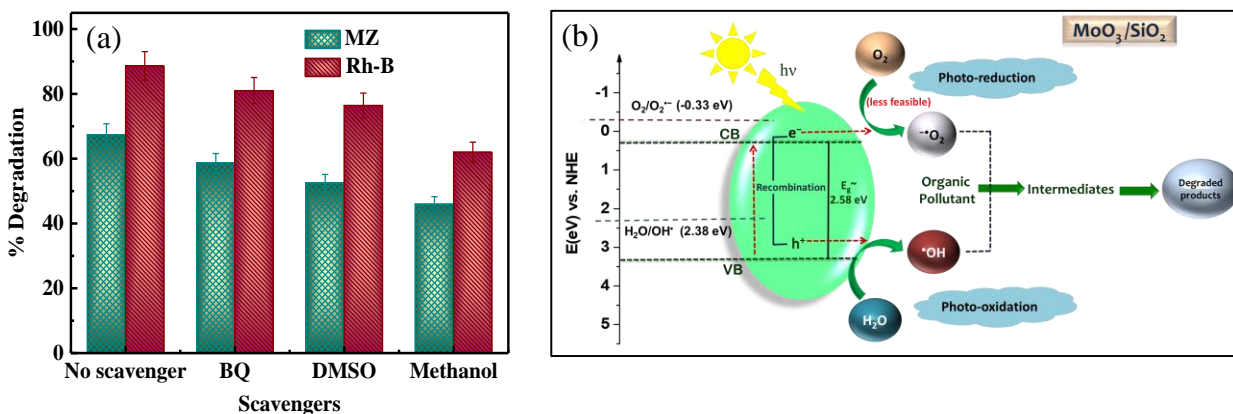 (a)
MZ
Rh-B
% Degradation
100
80
60
40
20
0
No scavenger BQ DMSO Methanol
Scavengers
(b)
MoO₃/SiO₂
hν
O₂
Photo-reduction
(less feasible)
O₂/O₂•− (-0.33 eV)
⁻•O₂
CB
e⁻
E(eV) vs. NHE
-1
0
1
2
3
4
5
Recombination
E_g~
2.58 eV
Organic
Pollutant
Intermediates
Degraded
products
H₂O/OH• (2.38 eV)
h⁺
VB
•OH
H₂O
Photo-oxidation